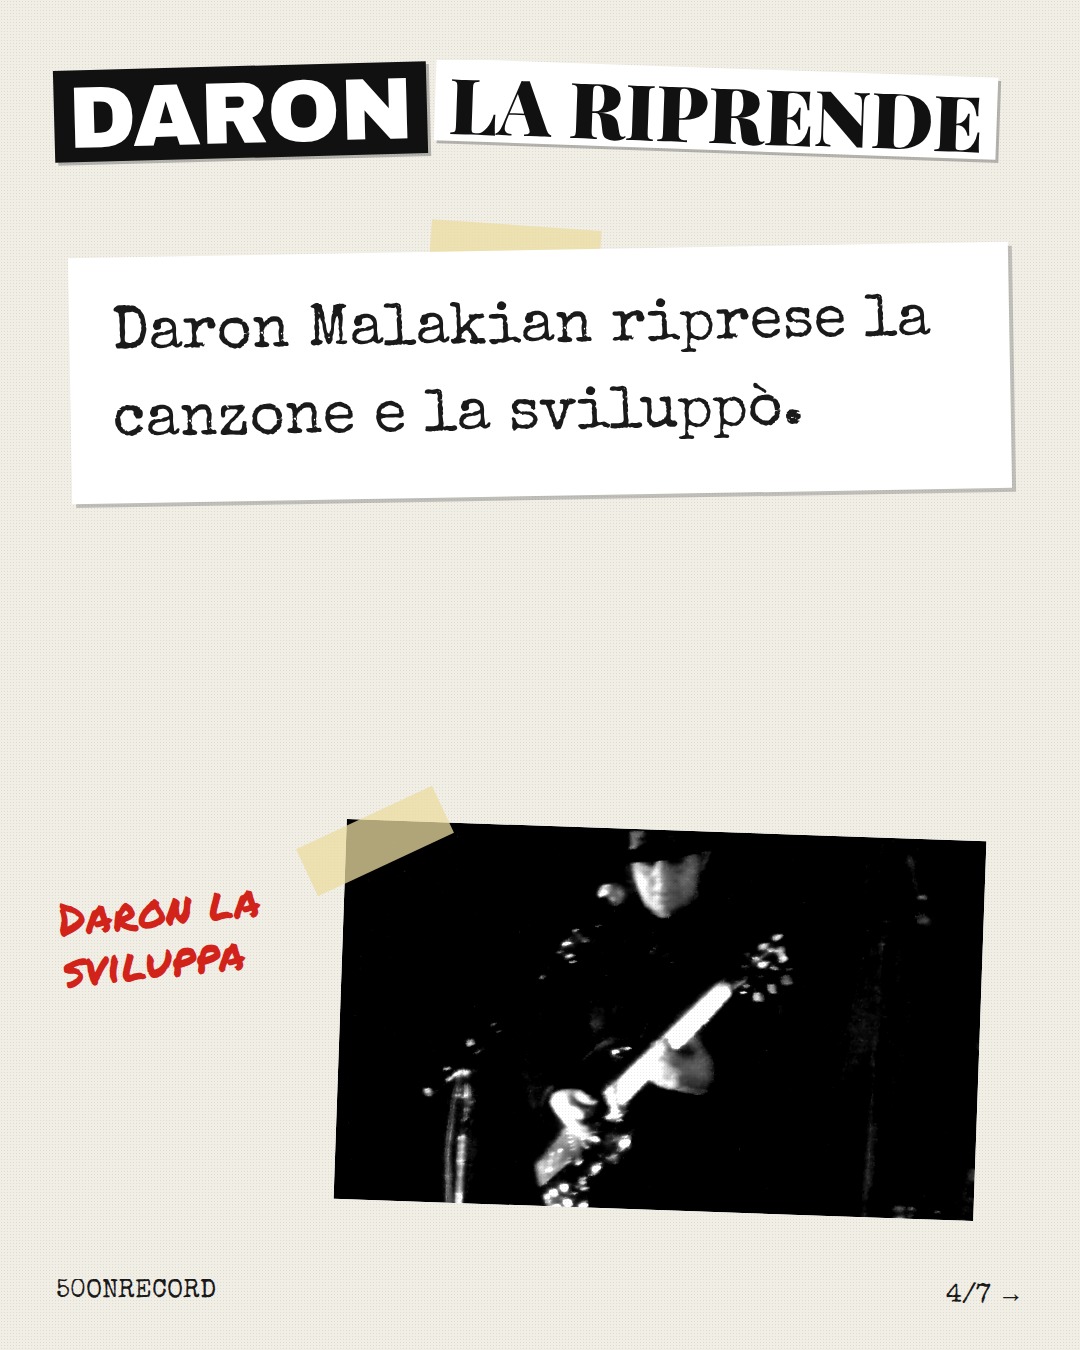 DARON LA RIPRENDE
Daron Malakian riprese la
canzone e la sviluppò.
DARON LA
SVILUPPA
50ONRECORD
4/7 →